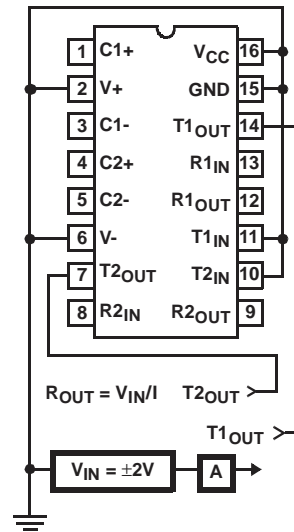 1 C1+ VCC 16
2 V+ GND 15
3 C1- T1OUT 14
4 C2+ R1IN 13
5 C2- R1OUT 12
6 V- T1IN 11
7 T2OUT T2IN 10
8 R2IN R2OUT 9
ROUT = VIN/I T2OUT
T1OUT
VIN = ±2V A